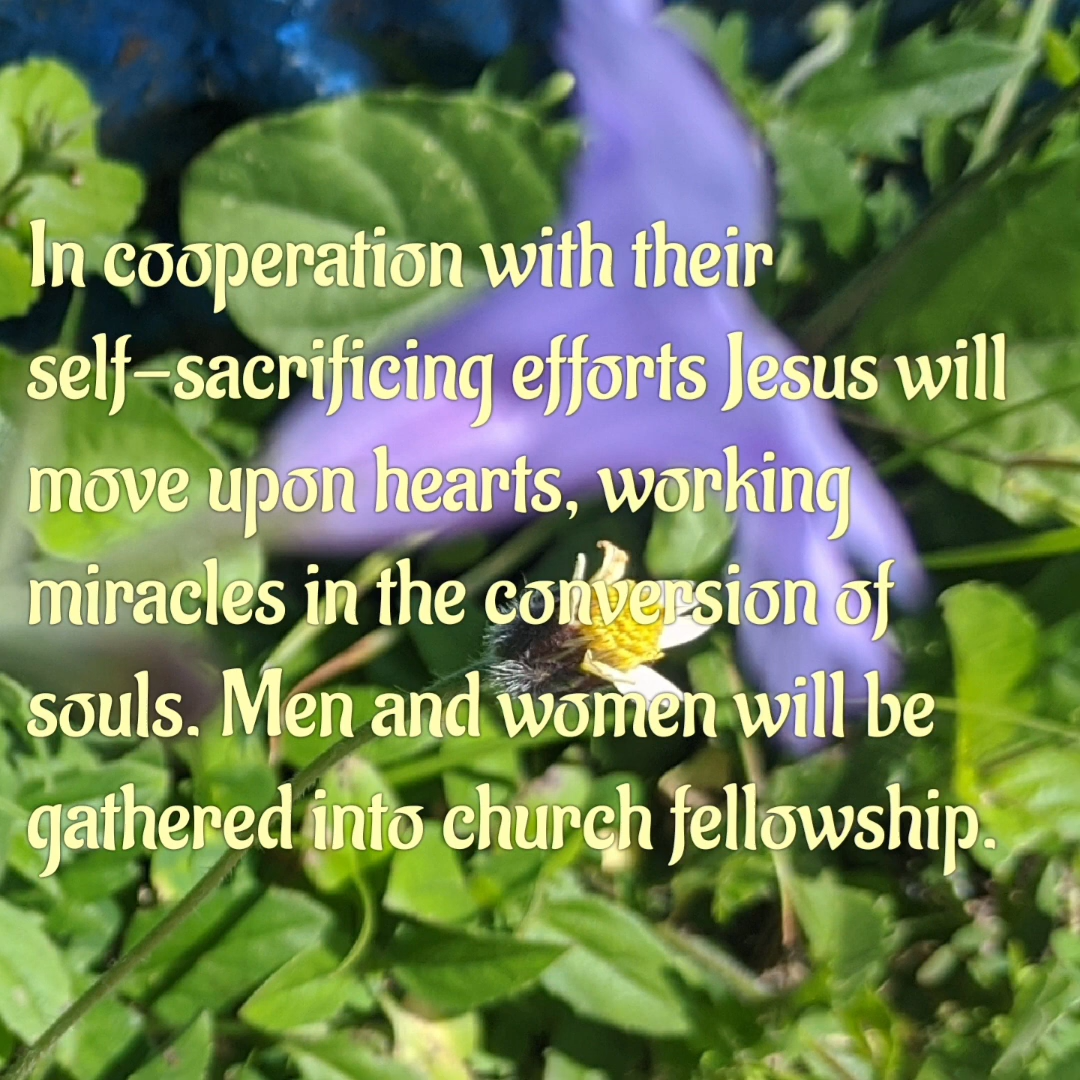 In cooperation with their
self-sacrificing efforts Jesus will
move upon hearts, working
miracles in the conversion of
souls. Men and women will be
gathered into church fellowship.